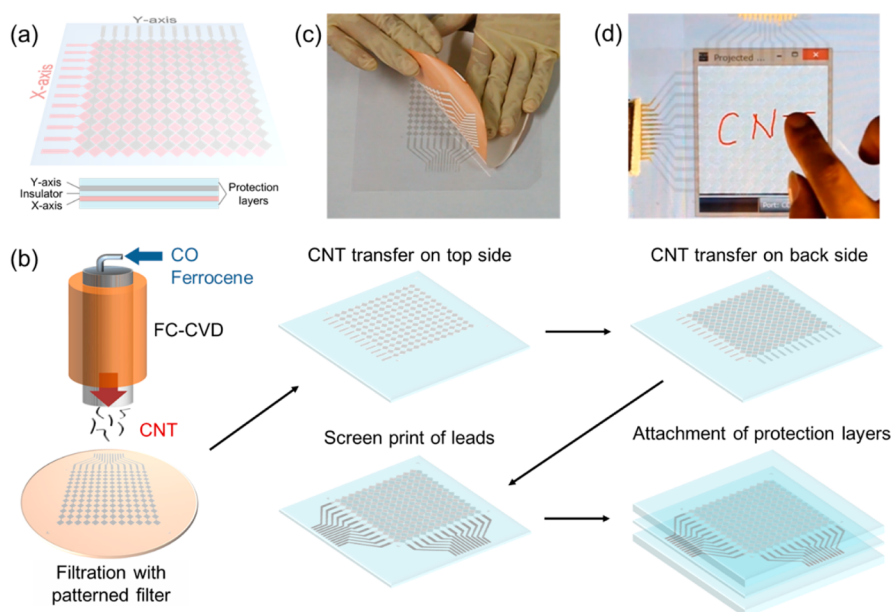 (a)
Y-axis
X-axis
Y-axis
Insulator
X-axis
Protection
layers
(c)
(d)
Projected ...
CNT
(b)
CO
Ferrocene
FC-CVD
CNT
Filtration with
patterned filter
CNT transfer on top side
CNT transfer on back side
Screen print of leads
Attachment of protection layers